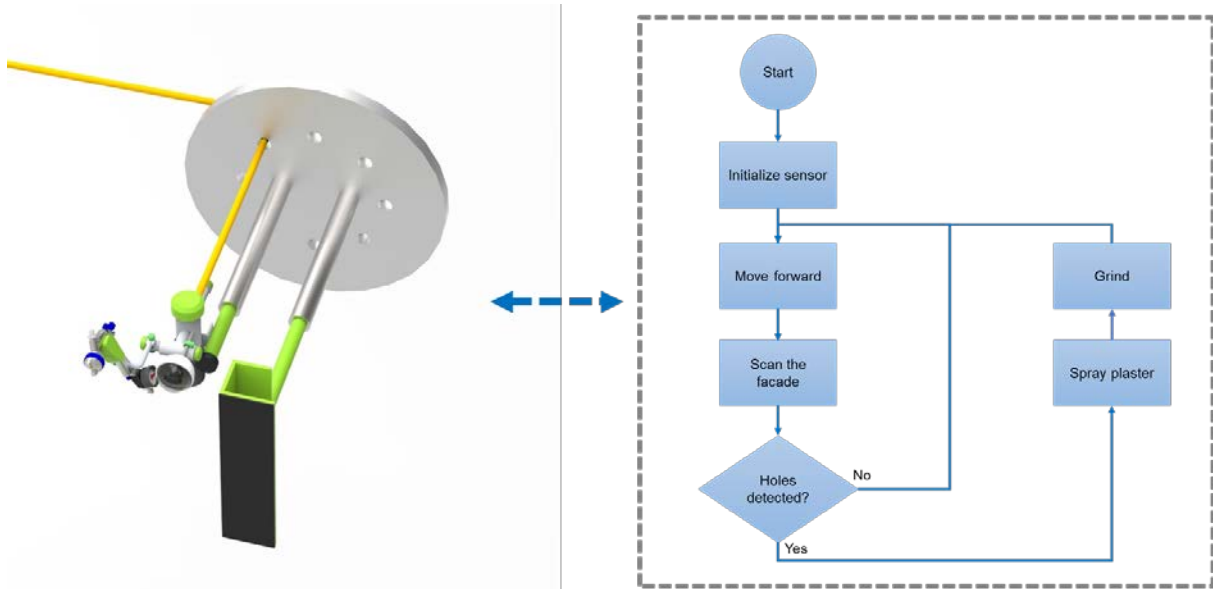 Start
Initialize sensor
Move forward
Grind
Scan the
facade
Spray plaster
Holes
detected?
No
Yes